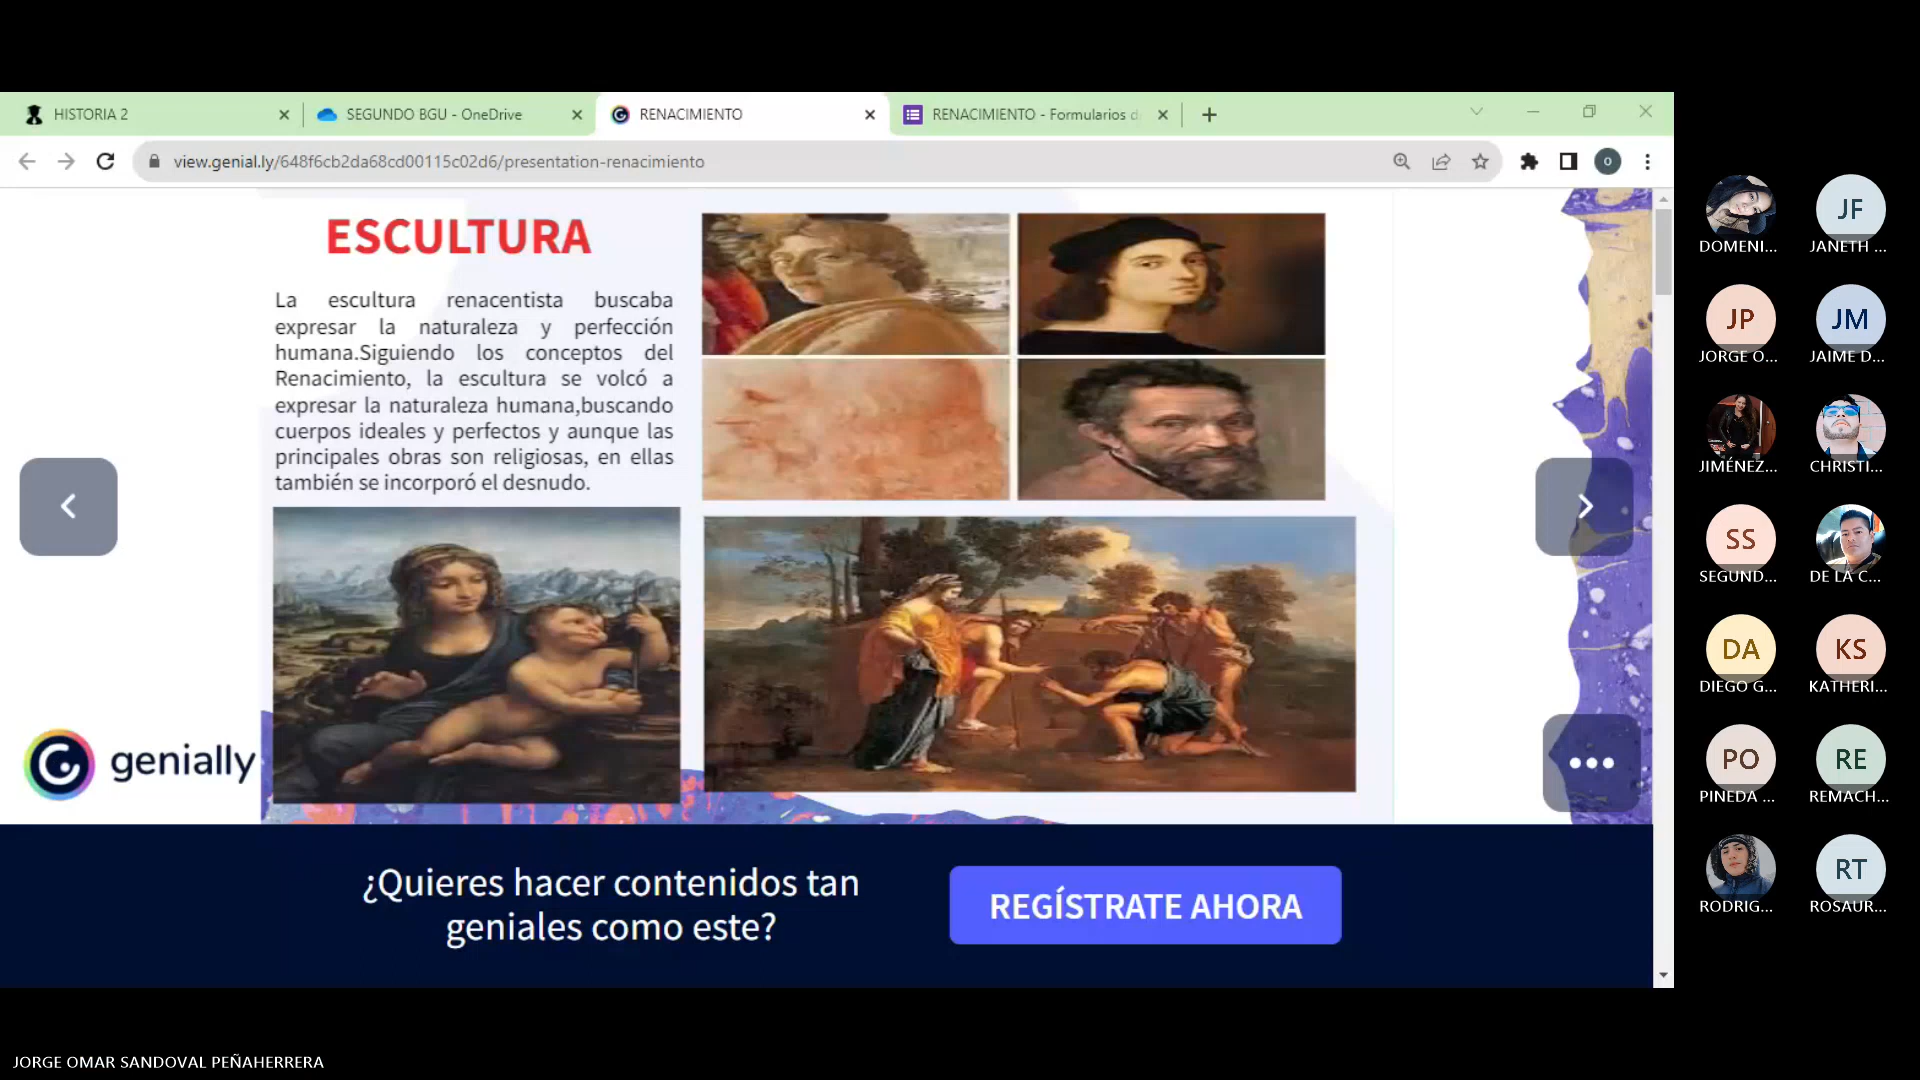 HISTORIA 2
SEGUNDO BGU - OneDrive
RENACIMIENTO
RENACIMIENTO - Formularios d
view.genial.ly/648f6cb2da68cd00115c02d6/presentation-renacimiento
O
ESCULTURA
La escultura renacentista buscaba
expresar la naturaleza y perfección
humana.Siguiendo los conceptos del
Renacimiento, la escultura se volcó a
expresar la naturaleza humana,buscando
cuerpos ideales y perfectos y aunque las
principales obras son religiosas, en ellas
también se incorporó el desnudo.
genially
¿Quieres hacer contenidos tan
geniales como este?
REGÍSTRATE AHORA
DOMENI...
JF
JANETH ...
JP
JORGE O...
JM
JAIME D...
JIMÉNEZ...
CHRISTI...
SS
SEGUND...
DE LA C...
DA
DIEGO G...
KS
KATHERI...
PO
PINEDA ...
RE
REMACH...
RODRIG...
RT
ROSAUR...
JORGE OMAR SANDOVAL PEÑAHERRERA